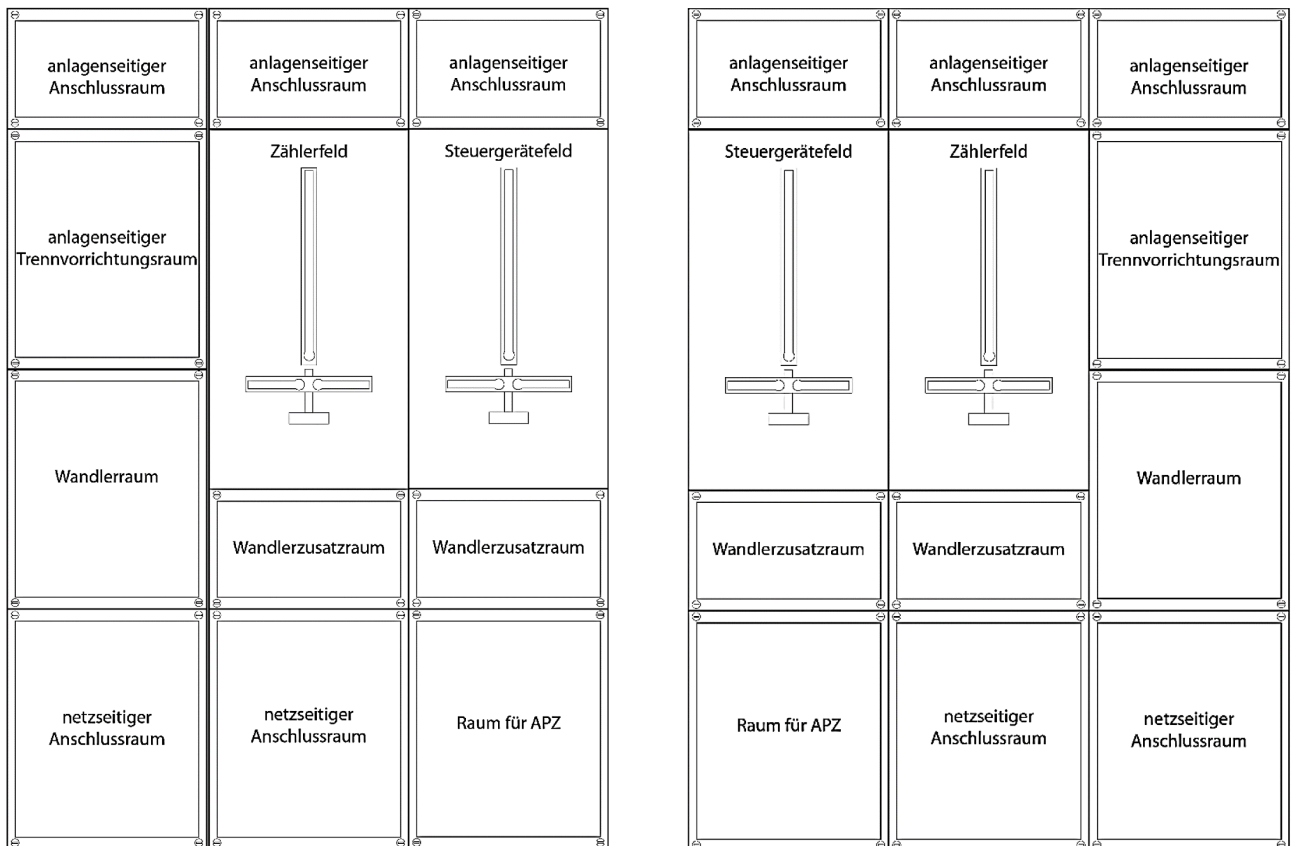 anlagenseitiger
Anschlussraum
anlagenseitiger
Anschlussraum
anlagenseitiger
Anschlussraum
Zählerfeld
Steuergerätefeld
anlagenseitiger
Trennvorrichtungsraum
Wandlerraum
Wandlerzusatzraum
Wandlerzusatzraum
netzseitiger
Anschlussraum
netzseitiger
Anschlussraum
Raum für APZ
anlagenseitiger
Anschlussraum
anlagenseitiger
Anschlussraum
anlagenseitiger
Anschlussraum
Steuergerätefeld
Zählerfeld
anlagenseitiger
Trennvorrichtungsraum
Wandlerraum
Wandlerzusatzraum
Wandlerzusatzraum
Raum für APZ
netzseitiger
Anschlussraum
netzseitiger
Anschlussraum